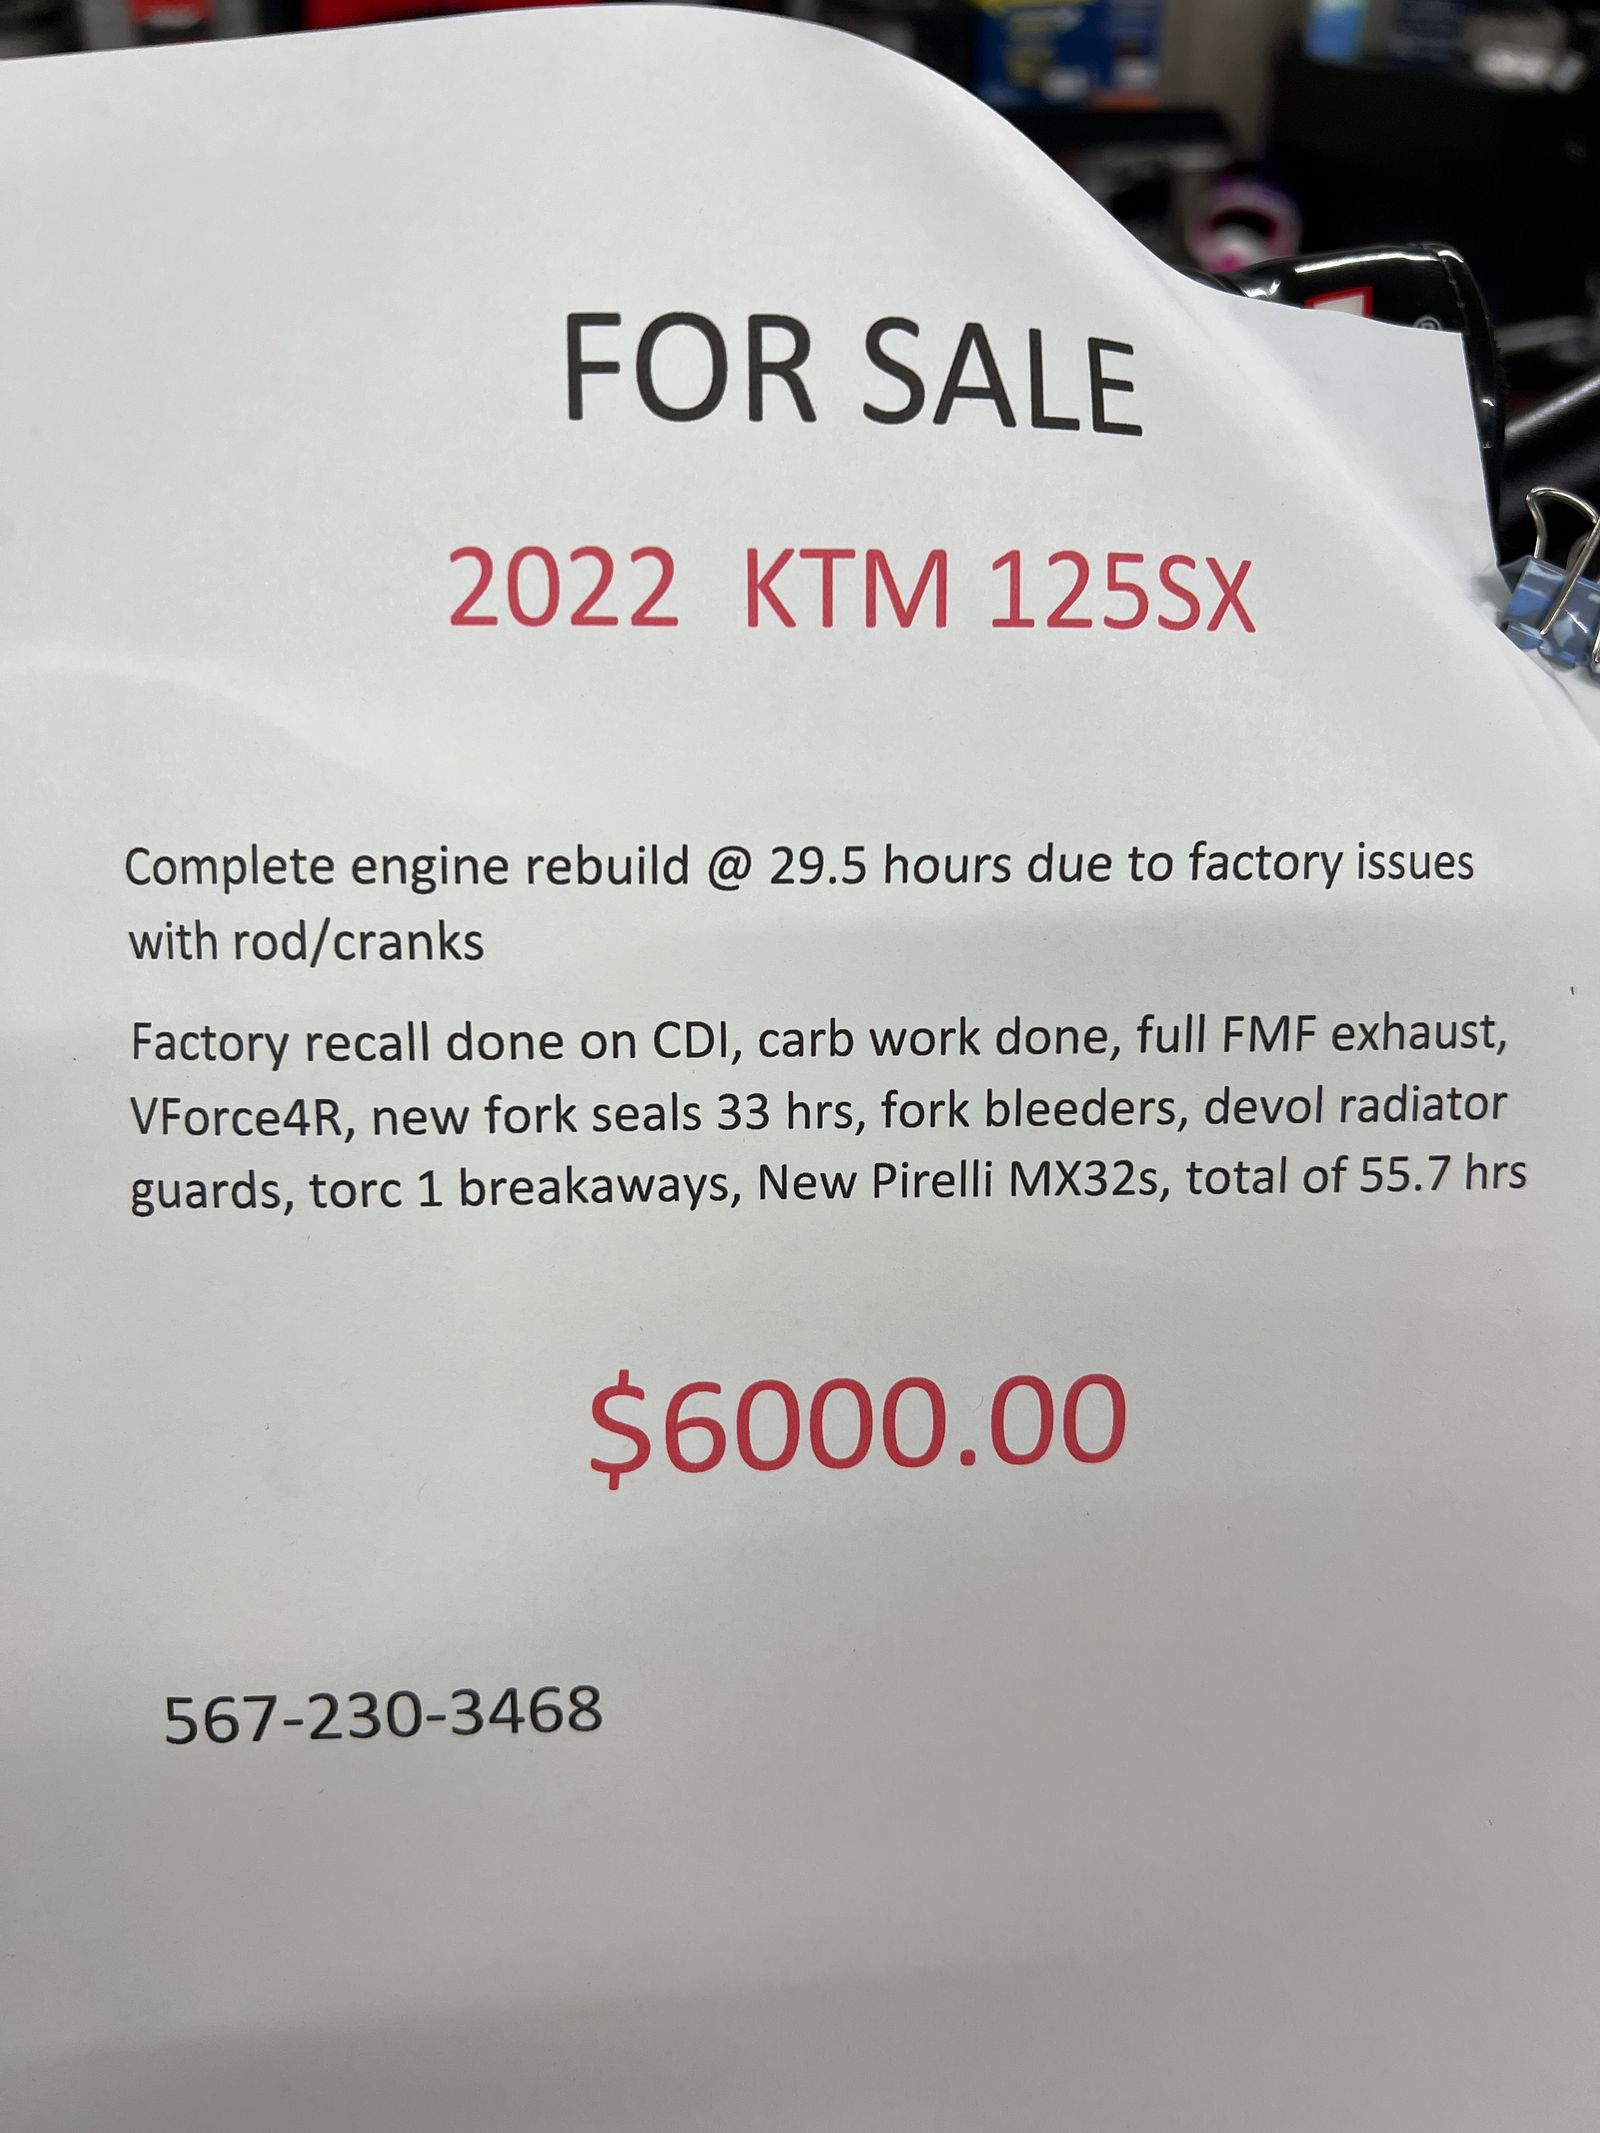 FOR SALE
2022 KTM 125SX
Complete engine rebuild @ 29.5 hours due to factory issues
with rod/cranks
Factory recall done on CDI, carb work done, full FMF exhaust,
VForce4R, new fork seals 33 hrs, fork bleeders, devol radiator
guards, torc 1 breakaways, New Pirelli MX32s, total of 55.7 hrs
$6000.00
567-230-3468